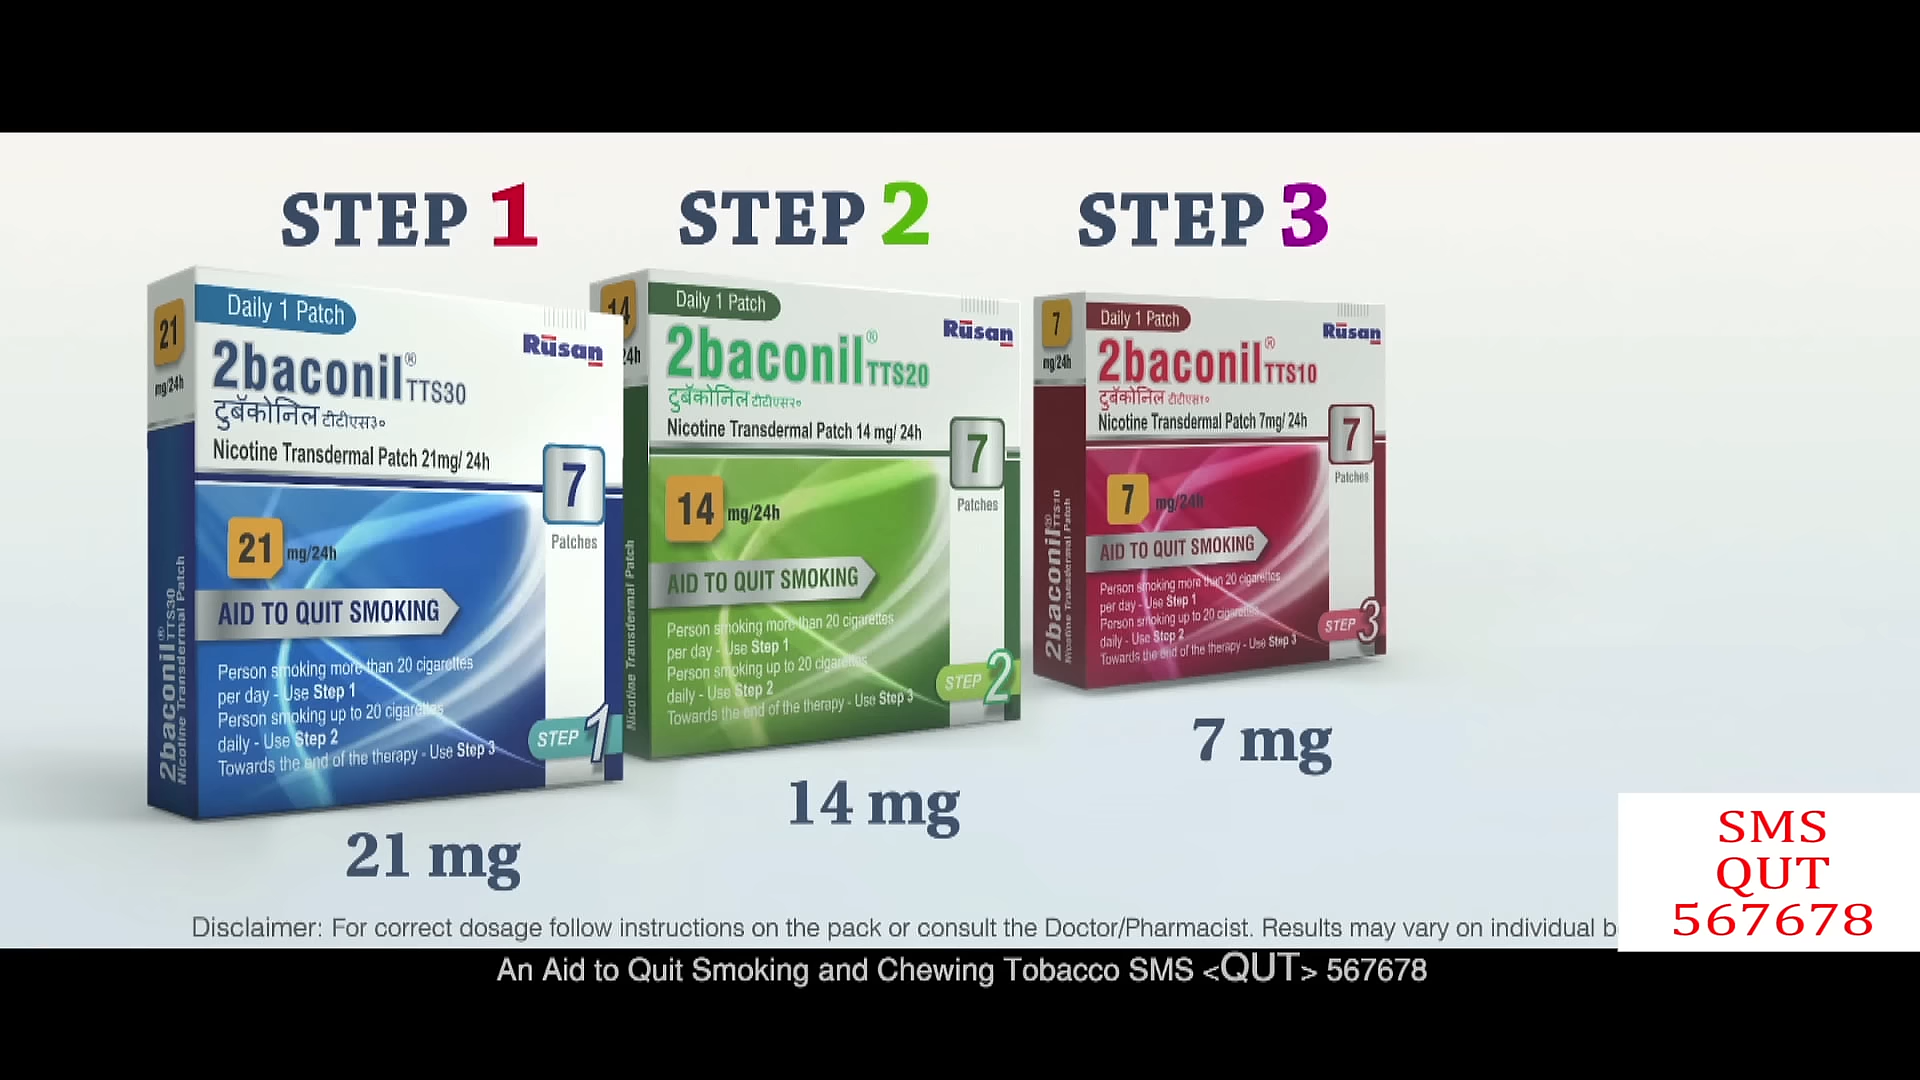 STEP 1
STEP 2
STEP 3
21
mg/24h
2baconil® TTS30
Nicotine Transdermal Patch
Daily 1 Patch
Rüsan
2baconil® TTS30
टुबॅकोनिल टीटीएस३०
Nicotine Transdermal Patch 21mg/ 24h
7
Patches
21 mg/24h
AID TO QUIT SMOKING
Person smoking more than 20 cigarettes
per day - Use Step 1
Person smoking up to 20 cigarettes
daily - Use Step 2
Towards the end of the therapy - Use Step 3
STEP 1
21 mg
14
24h
Nicotine Transdermal Patch
Daily 1 Patch
Rüsan
2baconil® TTS20
टुबॅकोनिल टीटीएस२०
Nicotine Transdermal Patch 14 mg/ 24h
7
Patches
14 mg/24h
AID TO QUIT SMOKING
Person smoking more than 20 cigarettes
per day - Use Step 1
Person smoking up to 20 cigarettes
daily - Use Step 2
Towards the end of the therapy - Use Step 3
STEP 2
14 mg
7
mg/24h
2baconil® TTS10
Nicotine Transdermal Patch
Daily 1 Patch
Rüsan
2baconil® TTS10
टुबॅकोनिल टीटीएस१०
Nicotine Transdermal Patch 7mg/ 24h
7
Patches
7 mg/24h
AID TO QUIT SMOKING
Person smoking more than 20 cigarettes
per day - Use Step 1
Person smoking up to 20 cigarettes
daily - Use Step 2
Towards the end of the therapy - Use Step 3
STEP 3
7 mg
SMS
QUT
567678
Disclaimer: For correct dosage follow instructions on the pack or consult the Doctor/Pharmacist. Results may vary on individual b
An Aid to Quit Smoking and Chewing Tobacco SMS <QUT> 567678